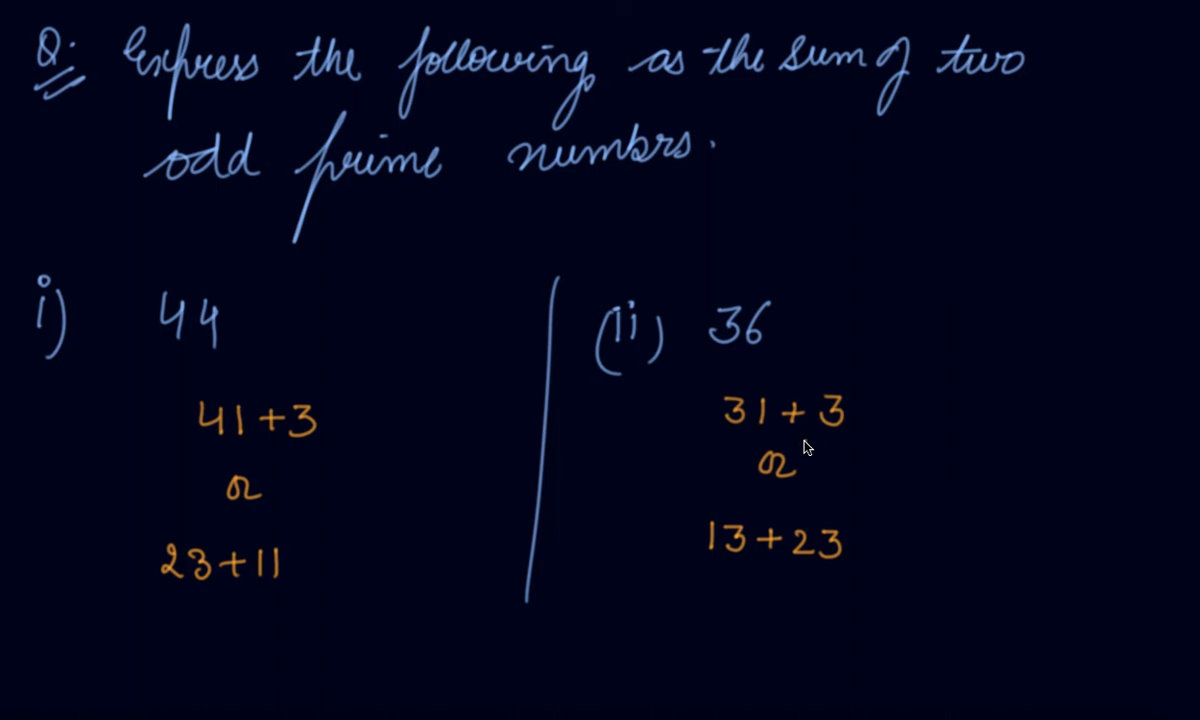 Q. Express the following as the sum of two
odd prime numbrs.
i) 44
41+3
or
23+11
(ii) 36
31+3
or
13+23